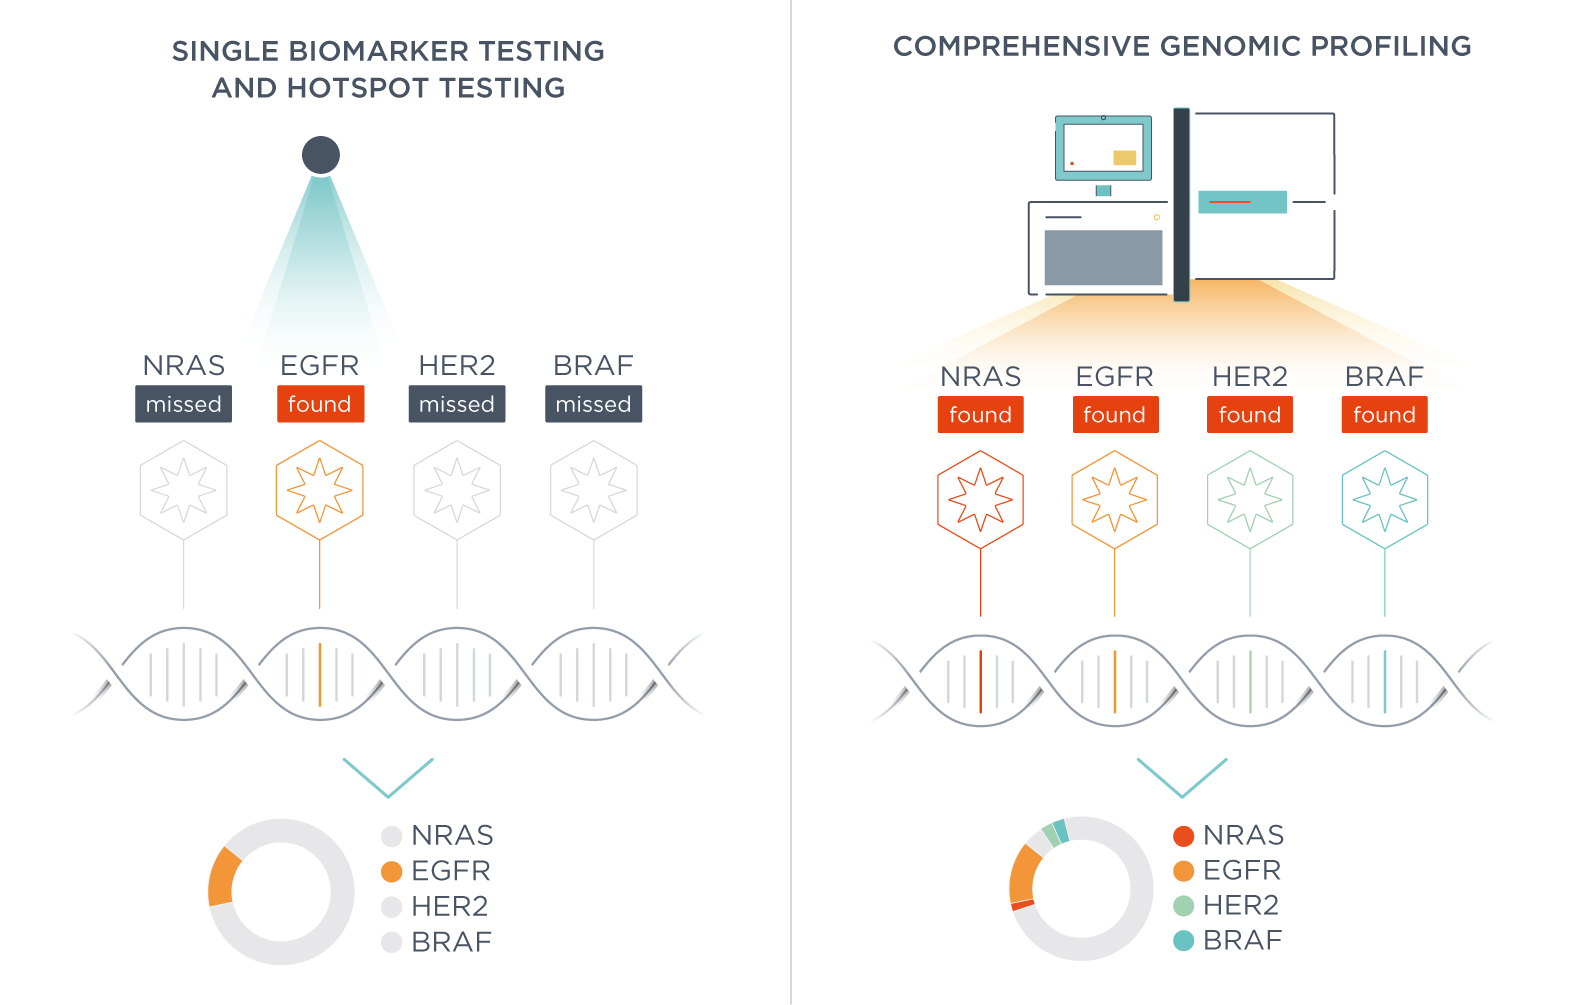 SINGLE BIOMARKER TESTING
AND HOTSPOT TESTING
NRAS EGFR HER2 BRAF
missed found missed missed
NRAS
EGFR
HER2
BRAF
COMPREHENSIVE GENOMIC PROFILING
NRAS EGFR HER2 BRAF
found found found found
NRAS
EGFR
HER2
BRAF